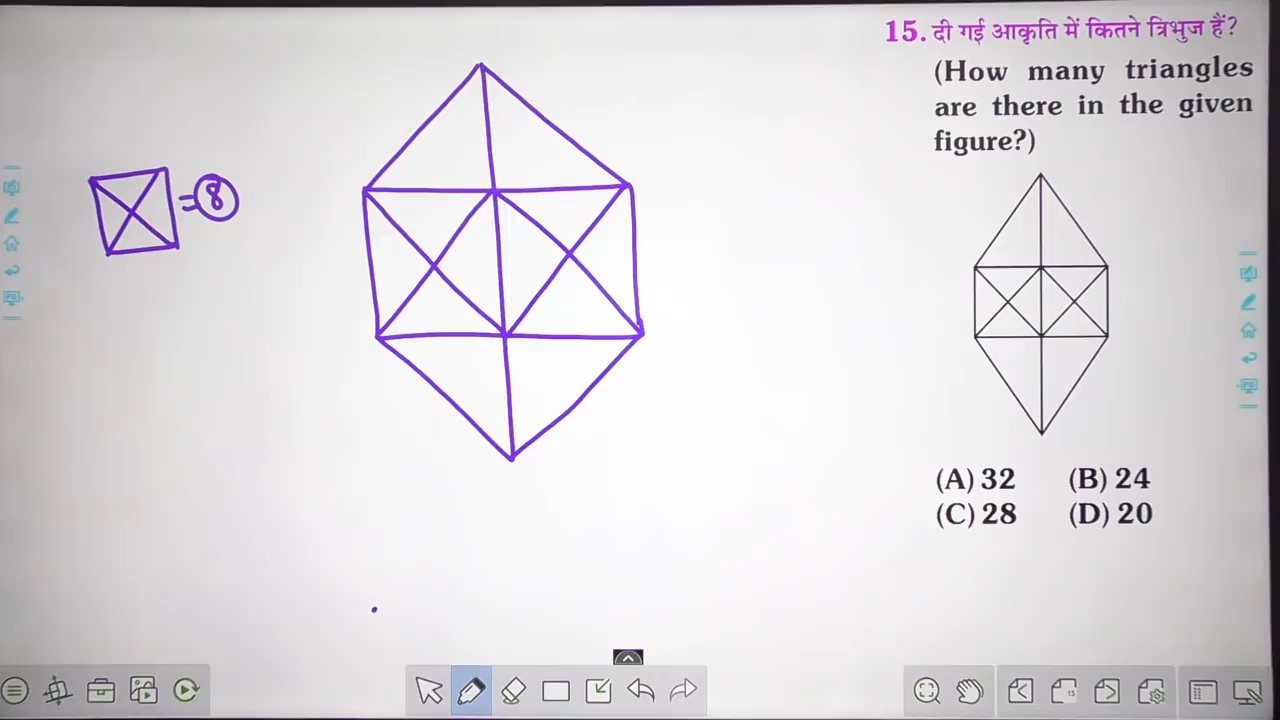 15. दी गई आकृति में कितने त्रिभुज हैं?
(How many triangles
are there in the given
figure?)
=8
(A) 32 (B) 24
(C) 28 (D) 20